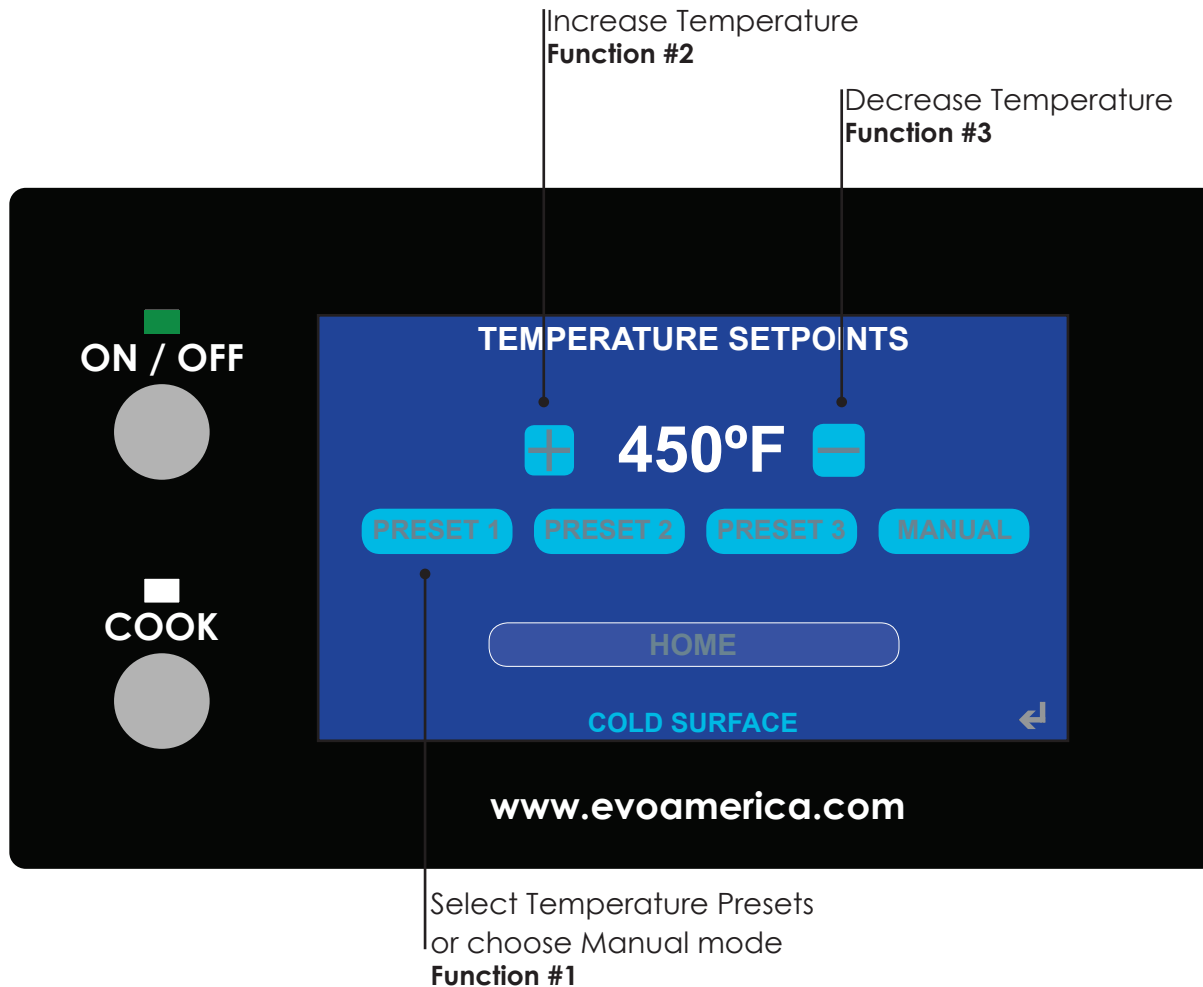 Increase Temperature
Function #2
Decrease Temperature
Function #3
ON / OFF
TEMPERATURE SETPOINTS
450ºF
PRESET 1
PRESET 2
PRESET 3
MANUAL
COOK
HOME
COLD SURFACE
www.evoamerica.com
Select Temperature Presets
or choose Manual mode
Function #1